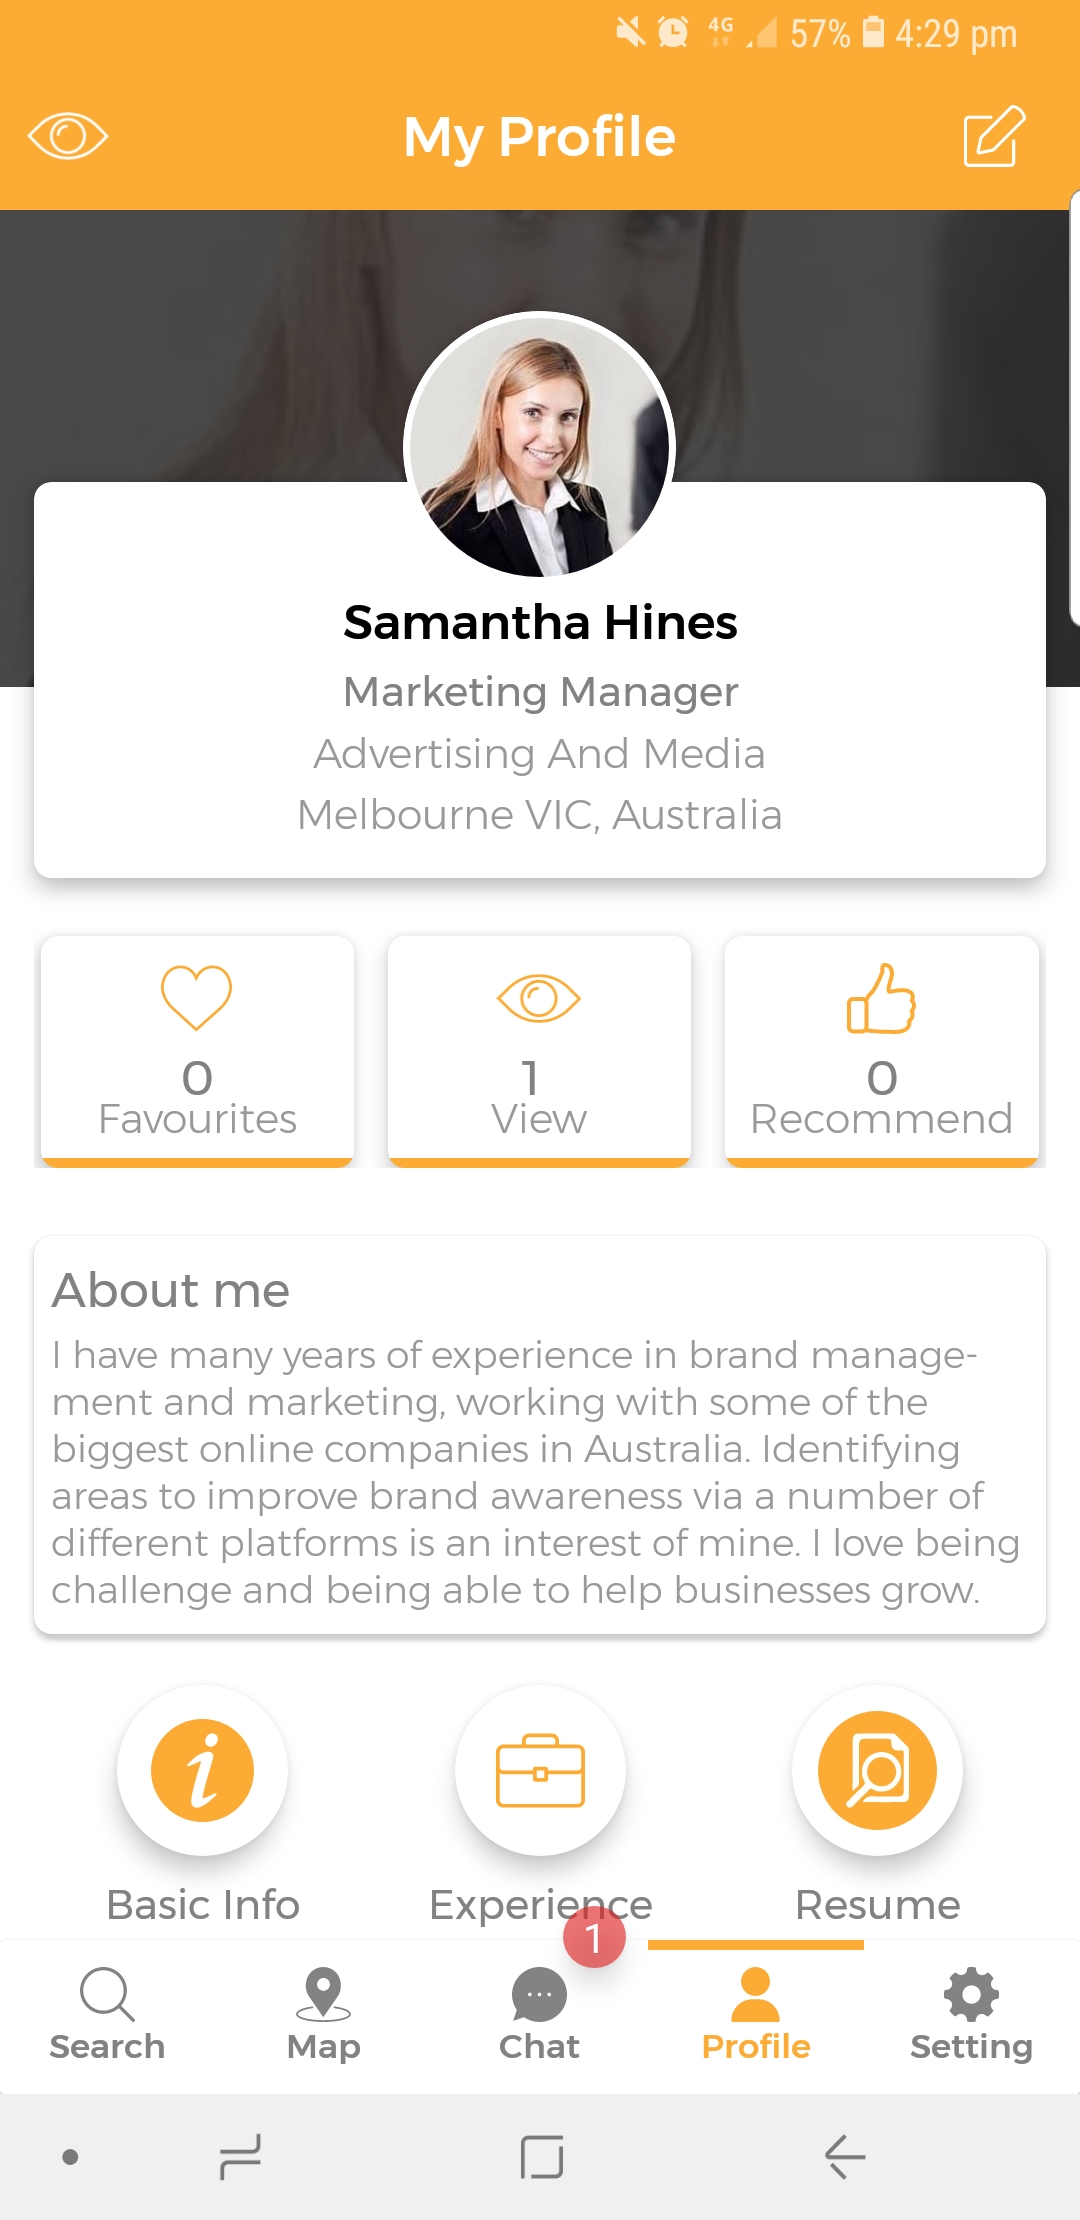 4G 57% 4:29 pm
My Profile
Samantha Hines
Marketing Manager
Advertising And Media
Melbourne VIC, Australia
0 1 0
Favourites View Recommend
About me
I have many years of experience in brand manage-
ment and marketing, working with some of the
biggest online companies in Australia. Identifying
areas to improve brand awareness via a number of
different platforms is an interest of mine. I love being
challenge and being able to help businesses grow.
Basic Info Experience Resume
1
Search Map Chat Profile Setting